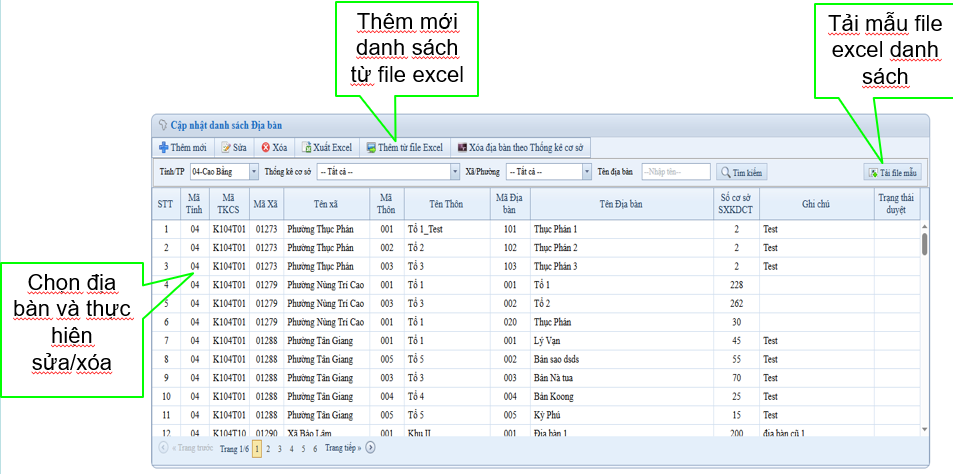 Thêm mới
danh sách
từ file excel
Tải mẫu file
excel danh
sách
Cập nhật danh sách Địa bàn
Thêm mới Sửa Xóa Xuất Excel Thêm từ file Excel Xóa địa bàn theo Thống kê cơ sở
Tỉnh/TP 04-Cao Bằng Thống kê cơ sở -- Tất cả -- Xã/Phường -- Tất cả -- Tên địa bàn --Nhập tên-- Tìm kiếm Tải file mẫu
STT Mã Tỉnh Mã TKCS Mã Xã Tên xã Mã Thôn Tên Thôn Mã Địa bàn Tên Địa bàn Số cơ sở SXKDCT Ghi chú Trạng thái duyệt
1 04 K104T01 01273 Phường Thục Phán 001 Tổ 1_Test 101 Thục Phán 1 2 Test
2 04 K104T01 01273 Phường Thục Phán 002 Tổ 2 102 Thục Phán 2 2 Test
3 04 K104T01 01273 Phường Thục Phán 003 Tổ 3 103 Thục Phán 3 2 Test
4 04 K104T01 01279 Phường Nùng Trí Cao 001 Tổ 1 001 Tổ 1 228
5 04 K104T01 01279 Phường Nùng Trí Cao 003 Tổ 3 002 Tổ 2 262
6 04 K104T01 01279 Phường Nùng Trí Cao 001 Tổ 1 020 Thục Phán 30
7 04 K104T01 01288 Phường Tân Giang 001 Tổ 1 001 Lý Vạn 45 Test
8 04 K104T01 01288 Phường Tân Giang 005 Tổ 5 002 Bản sao dsds 55 Test
9 04 K104T01 01288 Phường Tân Giang 003 Tổ 3 003 Bản Nà tua 70 Test
10 04 K104T01 01288 Phường Tân Giang 004 Tổ 4 004 Bản Koong 25 Test
11 04 K104T01 01288 Phường Tân Giang 005 Tổ 5 005 Kỳ Phú 15 Test
12 04 K104T10 01290 Xã Bảo Lâm 001 Khu II 001 Địa bàn 1 200 địa bàn cũ 1
Chọn địa
bàn và thực
hiên
sửa/xóa
« Trang trước Trang 1/6 1 2 3 4 5 6 Trang tiếp »